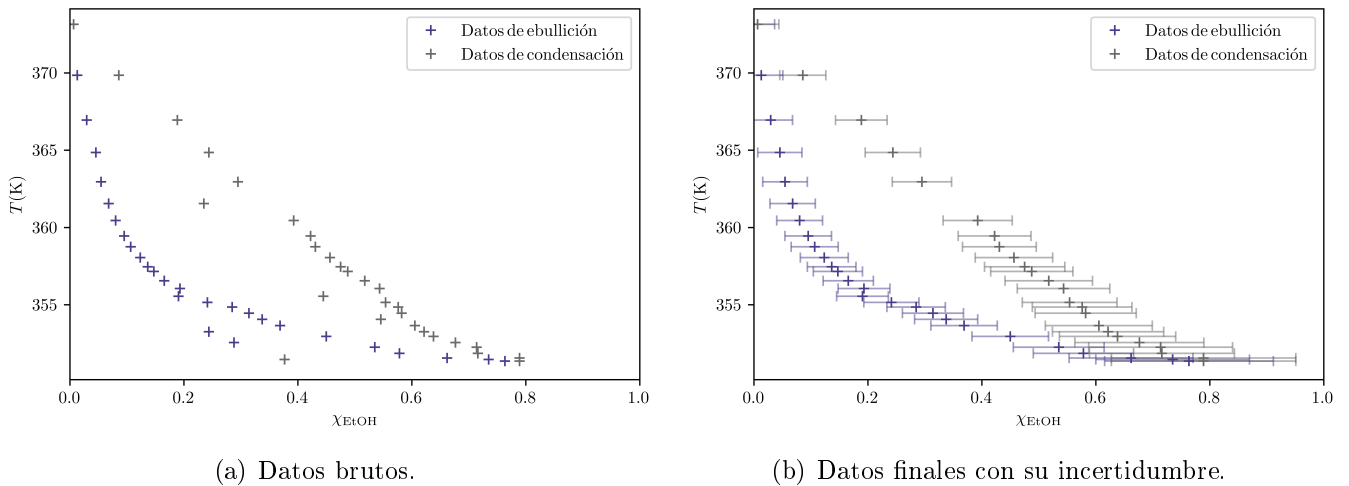 Datos de ebullición
Datos de condensación
370
365
360
355
T(K)
0.0 0.2 0.4 0.6 0.8 1.0
χEtOH
(a) Datos brutos.
Datos de ebullición
Datos de condensación
370
365
360
355
T(K)
0.0 0.2 0.4 0.6 0.8 1.0
χEtOH
(b) Datos finales con su incertidumbre.